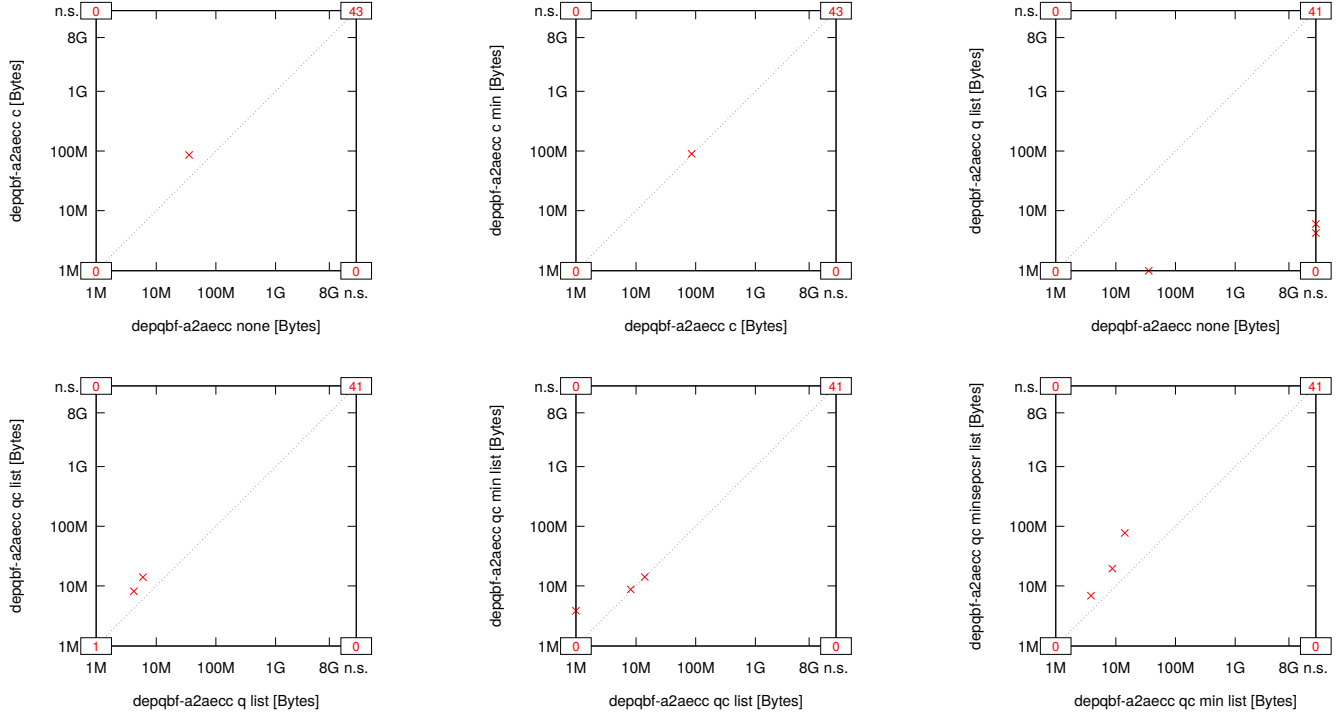 n.s. 0 43
8G
1G
100M
10M
1M 0 0
1M 10M 100M 1G 8G n.s.
depqbf-a2aecc c [Bytes]
depqbf-a2aecc none [Bytes]
n.s. 0 43
8G
1G
100M
10M
1M 0 0
1M 10M 100M 1G 8G n.s.
depqbf-a2aecc c min [Bytes]
depqbf-a2aecc c [Bytes]
n.s. 0 41
8G
1G
100M
10M
1M 0 0
1M 10M 100M 1G 8G n.s.
depqbf-a2aecc q list [Bytes]
depqbf-a2aecc none [Bytes]
n.s. 0 41
8G
1G
100M
10M
1M 1 0
1M 10M 100M 1G 8G n.s.
depqbf-a2aecc qc list [Bytes]
depqbf-a2aecc q list [Bytes]
n.s. 0 41
8G
1G
100M
10M
1M 0 0
1M 10M 100M 1G 8G n.s.
depqbf-a2aecc qc min list [Bytes]
depqbf-a2aecc qc list [Bytes]
n.s. 0 41
8G
1G
100M
10M
1M 0 0
1M 10M 100M 1G 8G n.s.
depqbf-a2aecc qc minsepcsr list [Bytes]
depqbf-a2aecc qc min list [Bytes]